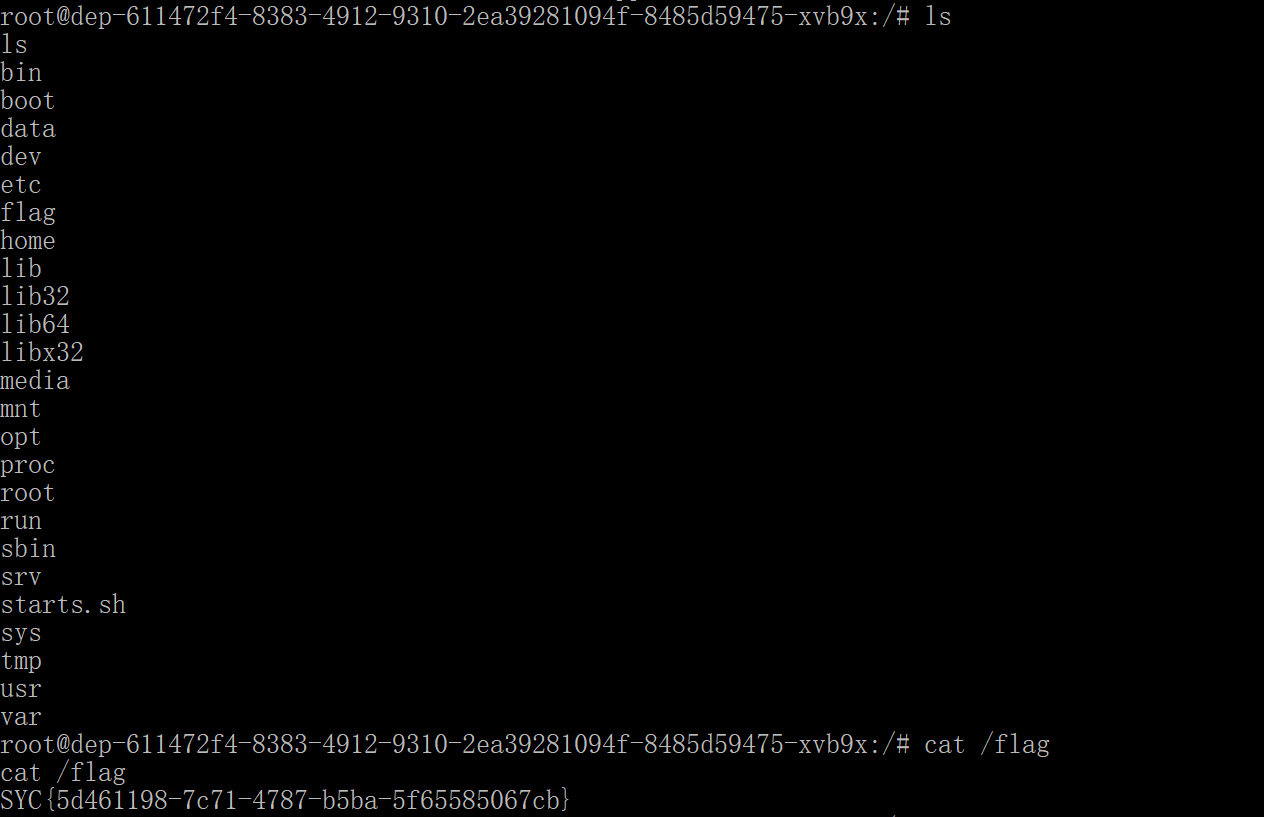 root@dep-611472f4-8383-4912-9310-2ea39281094f-8485d59475-xvb9x:/# ls
ls
bin
boot
data
dev
etc
flag
home
lib
lib32
lib64
libx32
media
mnt
opt
proc
root
run
sbin
srv
starts.sh
sys
tmp
usr
var
root@dep-611472f4-8383-4912-9310-2ea39281094f-8485d59475-xvb9x:/# cat /flag
cat /flag
SYC{5d461198-7c71-4787-b5ba-5f65585067cb}